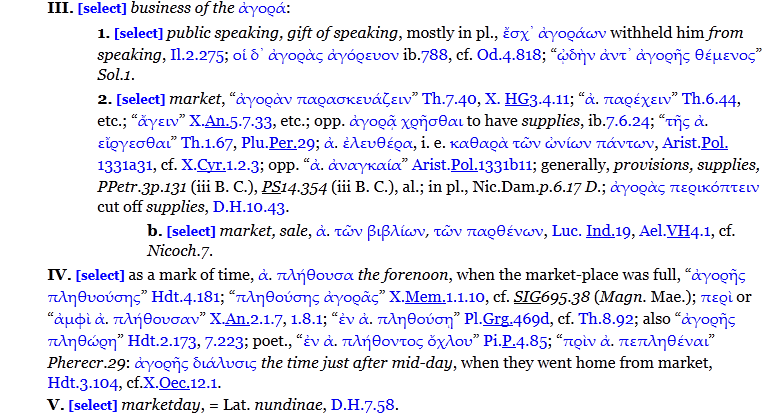 III. [select] business of the ἀγορά:
1. [select] public speaking, gift of speaking, mostly in pl., ἔσχ’ ἀγοράων withheld him from
speaking, Il.2.275; οἱ δ’ ἀγορὰς ἀγόρευον ib.788, cf. Od.4.818; “ᾠδὴν ἀντ’ ἀγορῆς θέμενος”
Sol.1.
2. [select] market, “ἀγορὰν παρασκευάζειν” Th.7.40, X. HG3.4.11; “ἀ. παρέχειν” Th.6.44,
etc.; “ἄγειν” X.An.5.7.33, etc.; opp. ἀγορᾷ χρῆσθαι to have supplies, ib.7.6.24; “τῆς ἀ.
εἴργεσθαι” Th.1.67, Plu.Per.29; ἀ. ἐλευθέρα, i. e. καθαρὰ τῶν ὠνίων πάντων, Arist.Pol.
1331a31, cf. X.Cyr.1.2.3; opp. “ἀ. ἀναγκαία” Arist.Pol.1331b11; generally, provisions, supplies,
PPetr.3p.131 (iii B. C.), PS14.354 (iii B. C.), al.; in pl., Nic.Dam.p.6.17 D.; ἀγορὰς περικόπτειν
cut off supplies, D.H.10.43.
b. [select] market, sale, ἀ. τῶν βιβλίων, τῶν παρθένων, Luc. Ind.19, Ael.VH4.1, cf.
Nicoch.7.
IV. [select] as a mark of time, ἀ. πλήθουσα the forenoon, when the market-place was full, “ἀγορῆς
πληθυούσης” Hdt.4.181; “πληθούσης ἀγορᾶς” X.Mem.1.1.10, cf. SIG695.38 (Magn. Mae.); περὶ or
“ἀμφὶ ἀ. πλήθουσαν” X.An.2.1.7, 1.8.1; “ἐν ἀ. πληθούσῃ” Pl.Grg.469d, cf. Th.8.92; also “ἀγορῆς
πληθώρη” Hdt.2.173, 7.223; poet., “ἐν ἀ. πλήθοντος ὄχλου” Pi.P.4.85; “πρὶν ἀ. πεπληθέναι”
Pherecr.29: ἀγορῆς διάλυσις the time just after mid-day, when they went home from market,
Hdt.3.104, cf.X.Oec.12.1.
V. [select] marketday, = Lat. nundinae, D.H.7.58.